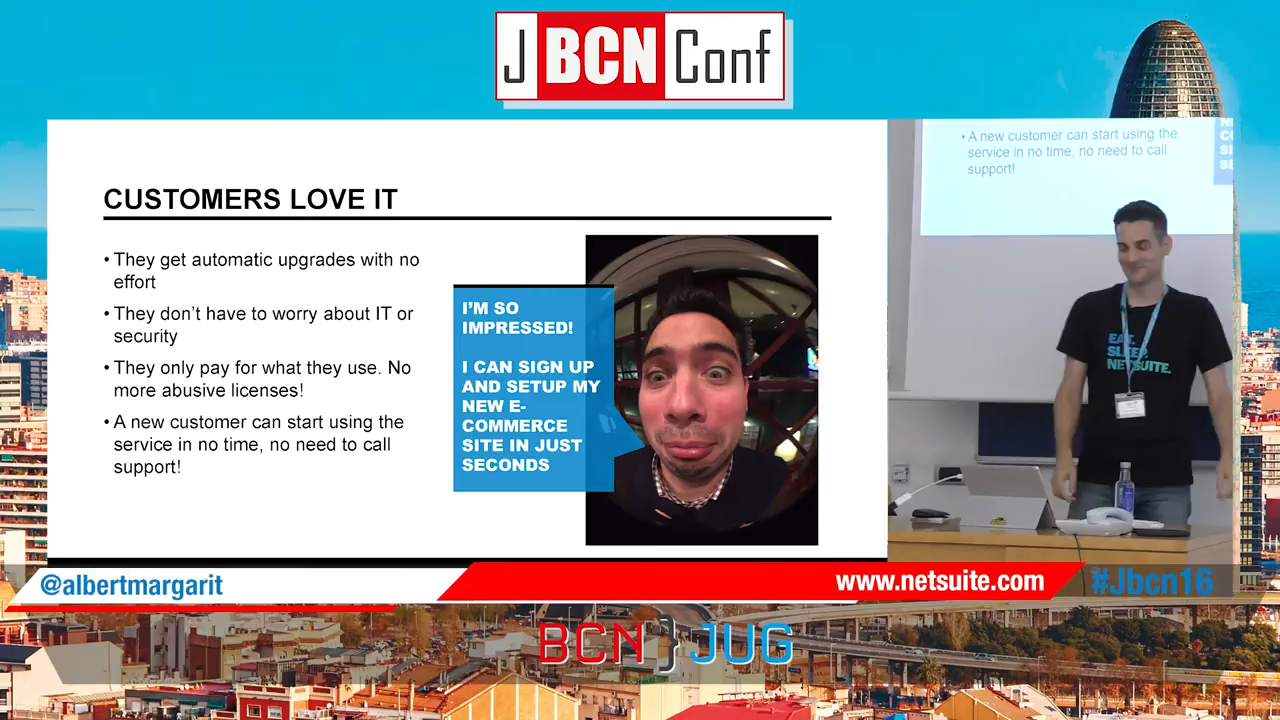 J BCN Conf
CUSTOMERS LOVE IT
• They get automatic upgrades with no
effort
• They don't have to worry about IT or
security
• They only pay for what they use. No
more abusive licenses!
• A new customer can start using the
service in no time, no need to call
support!
I'M SO
IMPRESSED!
I CAN SIGN UP
AND SETUP MY
NEW E-
COMMERCE
SITE IN JUST
SECONDS
• A new customer can start using the
service in no time, no need to call
support!
EAT.
SLEEP.
NETSUITE.
@albertmargarit
www.netsuite.com
#Jbcn16
BCN JUG